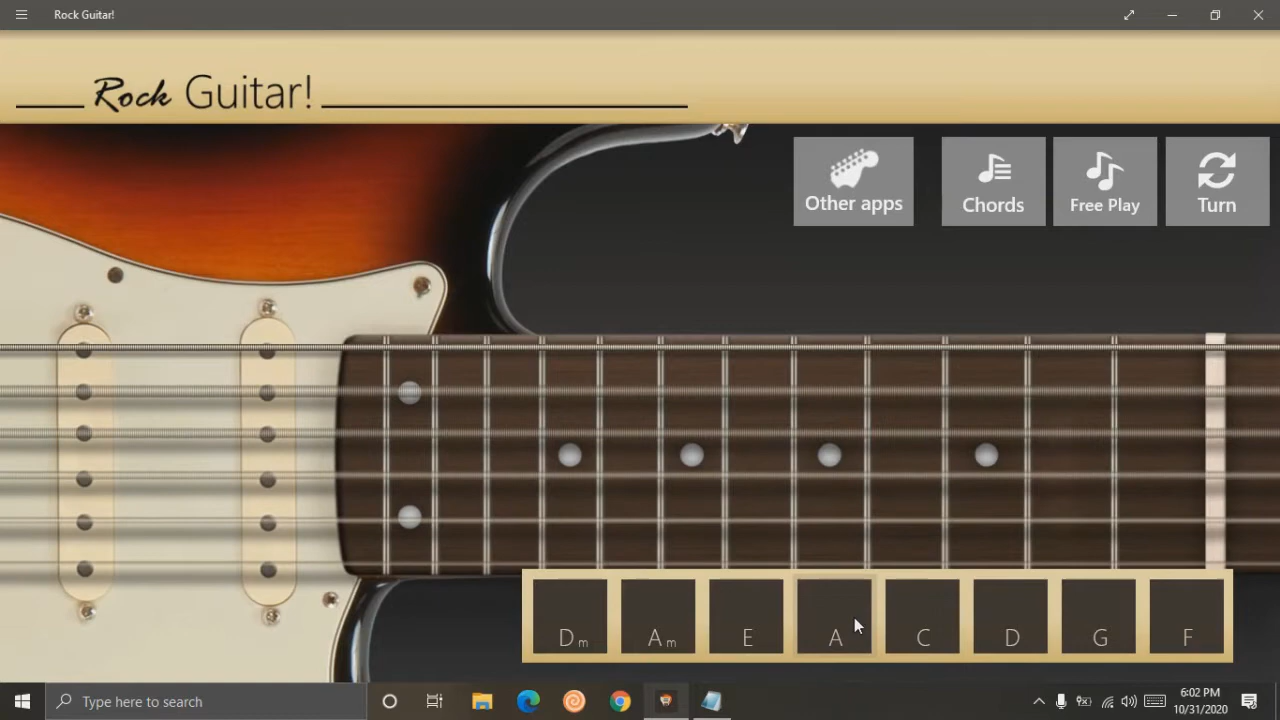 Rock Guitar!
Rock Guitar!
Other apps
Chords
Free Play
Turn
Dm
Am
E
A
C
D
G
F
Type here to search
6:02 PM
10/31/2020